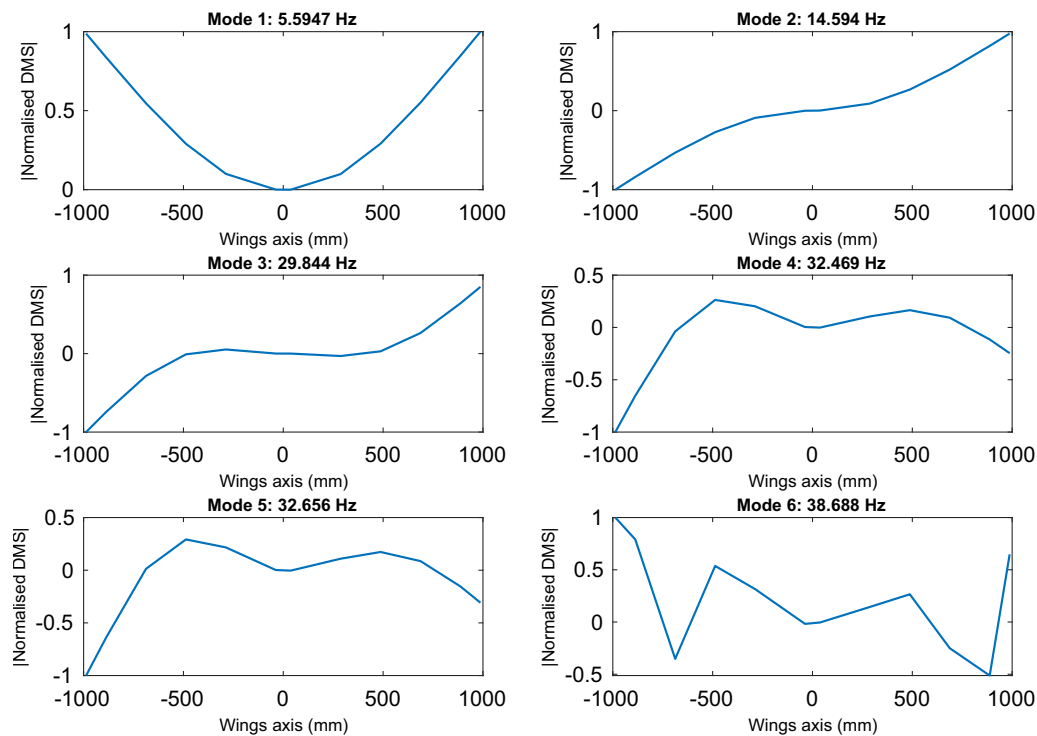 Mode 1: 5.5947 Hz
1
0.5
0
|Normalised DMS|
-1000 -500 0 500 1000
Wings axis (mm)
Mode 2: 14.594 Hz
1
0
-1
|Normalised DMS|
-1000 -500 0 500 1000
Wings axis (mm)
Mode 3: 29.844 Hz
1
0
-1
|Normalised DMS|
-1000 -500 0 500 1000
Wings axis (mm)
Mode 4: 32.469 Hz
0.5
0
-0.5
-1
|Normalised DMS|
-1000 -500 0 500 1000
Wings axis (mm)
Mode 5: 32.656 Hz
0.5
0
-0.5
-1
|Normalised DMS|
-1000 -500 0 500 1000
Wings axis (mm)
Mode 6: 38.688 Hz
1
0.5
0
-0.5
|Normalised DMS|
-1000 -500 0 500 1000
Wings axis (mm)